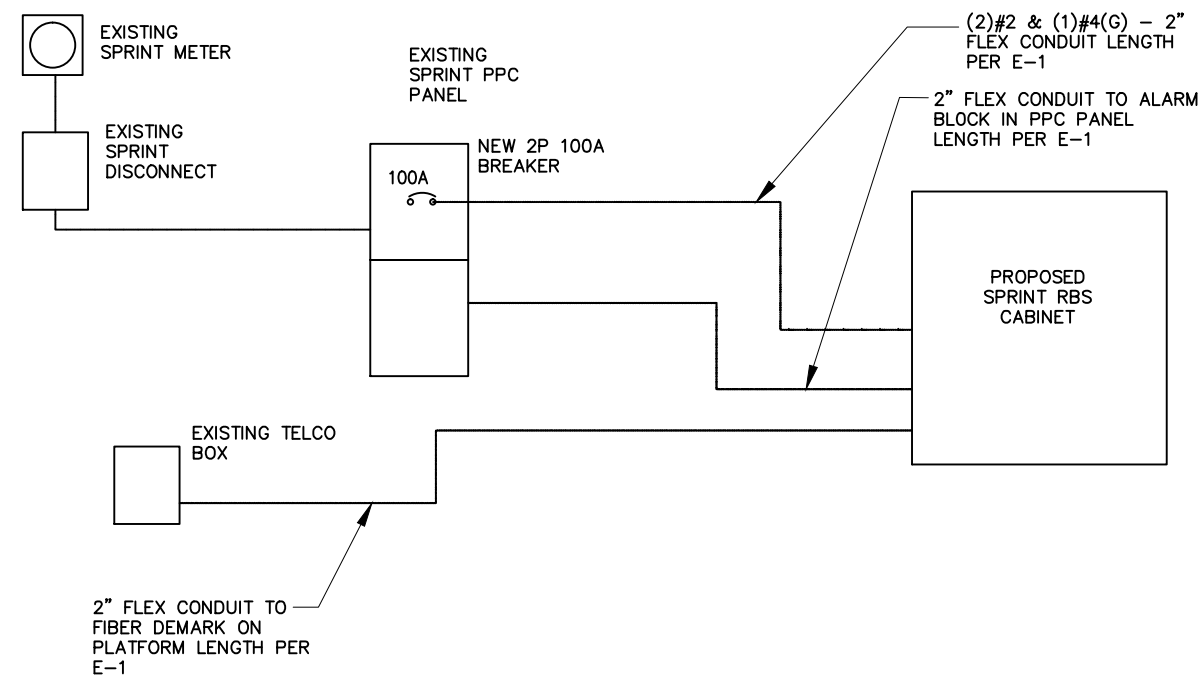 EXISTING
SPRINT METER
EXISTING
SPRINT
DISCONNECT
EXISTING
SPRINT PPC
PANEL
NEW 2P 100A
BREAKER
100A
(2)#2 & (1)#4(G) – 2"
FLEX CONDUIT LENGTH
PER E–1
2" FLEX CONDUIT TO ALARM
BLOCK IN PPC PANEL
LENGTH PER E–1
PROPOSED
SPRINT RBS
CABINET
EXISTING TELCO
BOX
2" FLEX CONDUIT TO
FIBER DEMARK ON
PLATFORM LENGTH PER
E–1